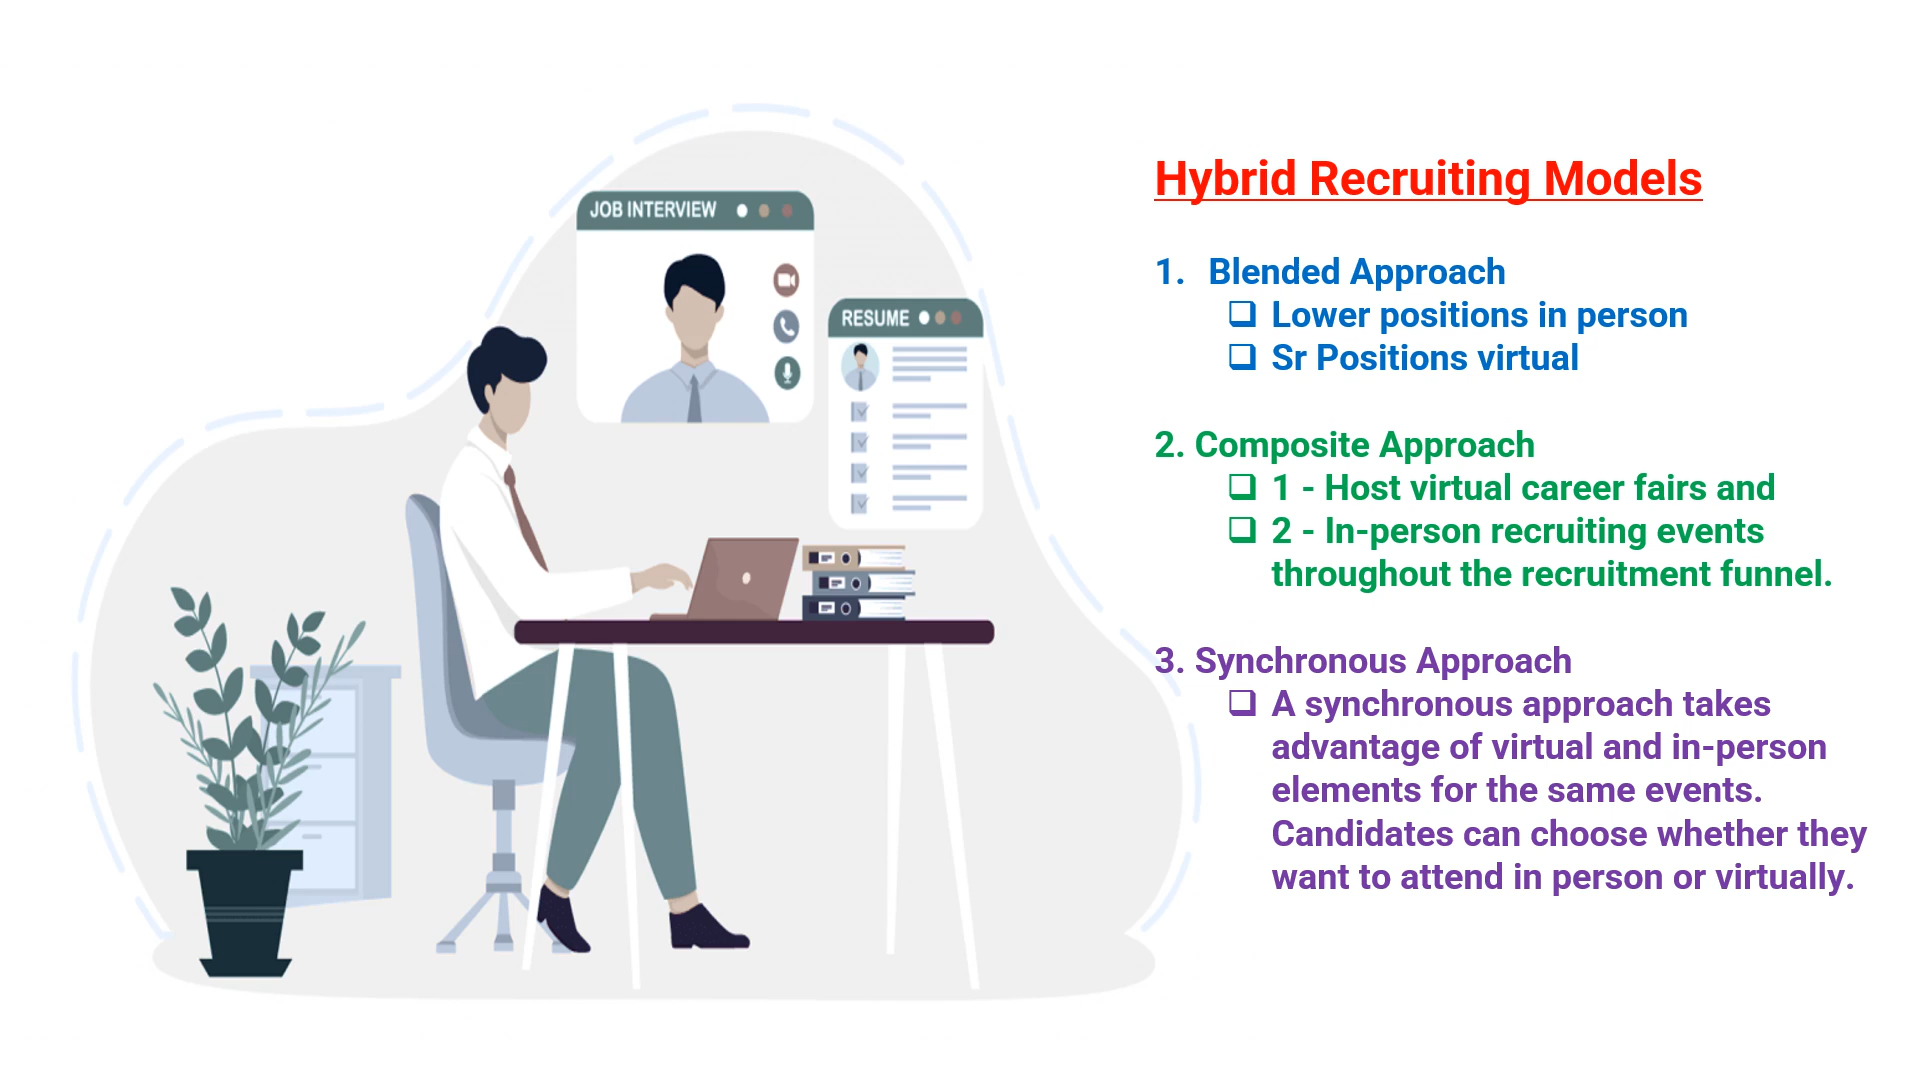 JOB INTERVIEW
RESUME
Hybrid Recruiting Models
1. Blended Approach
❑ Lower positions in person
❑ Sr Positions virtual
2. Composite Approach
❑ 1 - Host virtual career fairs and
❑ 2 - In-person recruiting events
throughout the recruitment funnel.
3. Synchronous Approach
❑ A synchronous approach takes
advantage of virtual and in-person
elements for the same events.
Candidates can choose whether they
want to attend in person or virtually.